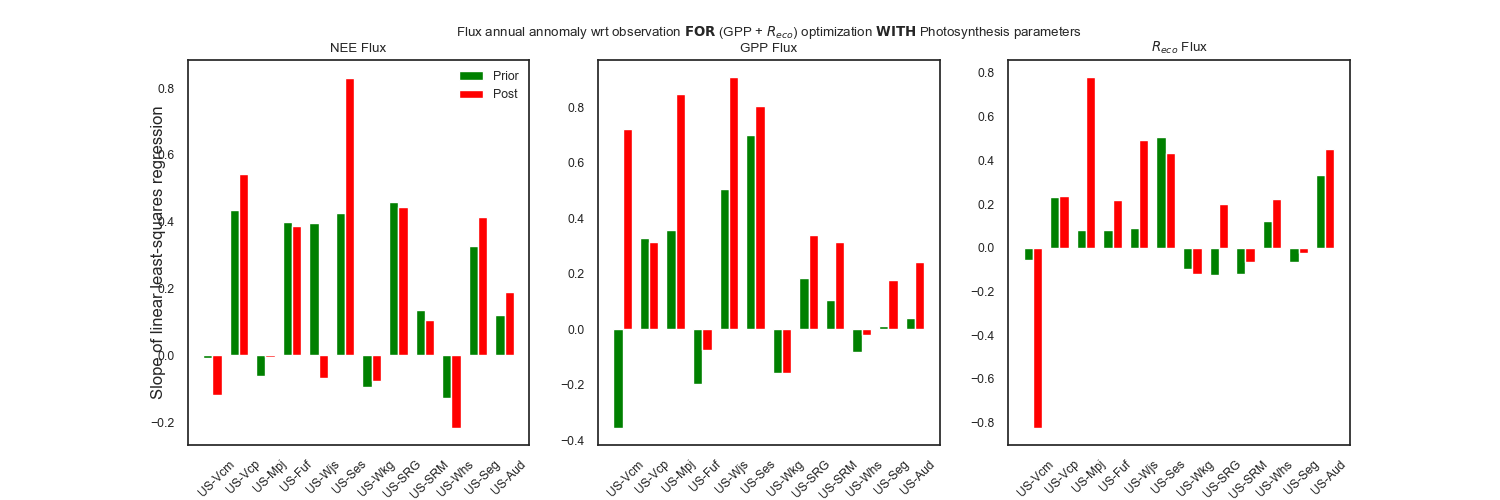 Flux annual annomaly wrt observation FOR (GPP + R_eco) optimization WITH Photosynthesis parameters
NEE Flux
GPP Flux
R_eco Flux
Slope of linear least-squares regression
Prior
Post
0.8
0.6
0.4
0.2
0.0
−0.2
US-Vcm
US-Vcp
US-Mpj
US-Fuf
US-Wjs
US-Ses
US-Wkg
US-SRG
US-SRM
US-Whs
US-Seg
US-Aud
0.8
0.6
0.4
0.2
0.0
−0.2
−0.4
US-Vcm
US-Vcp
US-Mpj
US-Fuf
US-Wjs
US-Ses
US-Wkg
US-SRG
US-SRM
US-Whs
US-Seg
US-Aud
0.8
0.6
0.4
0.2
0.0
−0.2
−0.4
−0.6
−0.8
US-Vcm
US-Vcp
US-Mpj
US-Fuf
US-Wjs
US-Ses
US-Wkg
US-SRG
US-SRM
US-Whs
US-Seg
US-Aud